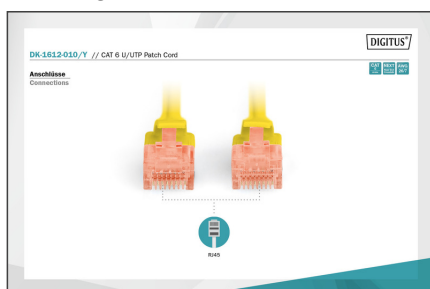 DIGITUS®
DK-1612-010/Y // CAT 6 U/UTP Patch Cord
Anschlüsse
Connections
RJ45